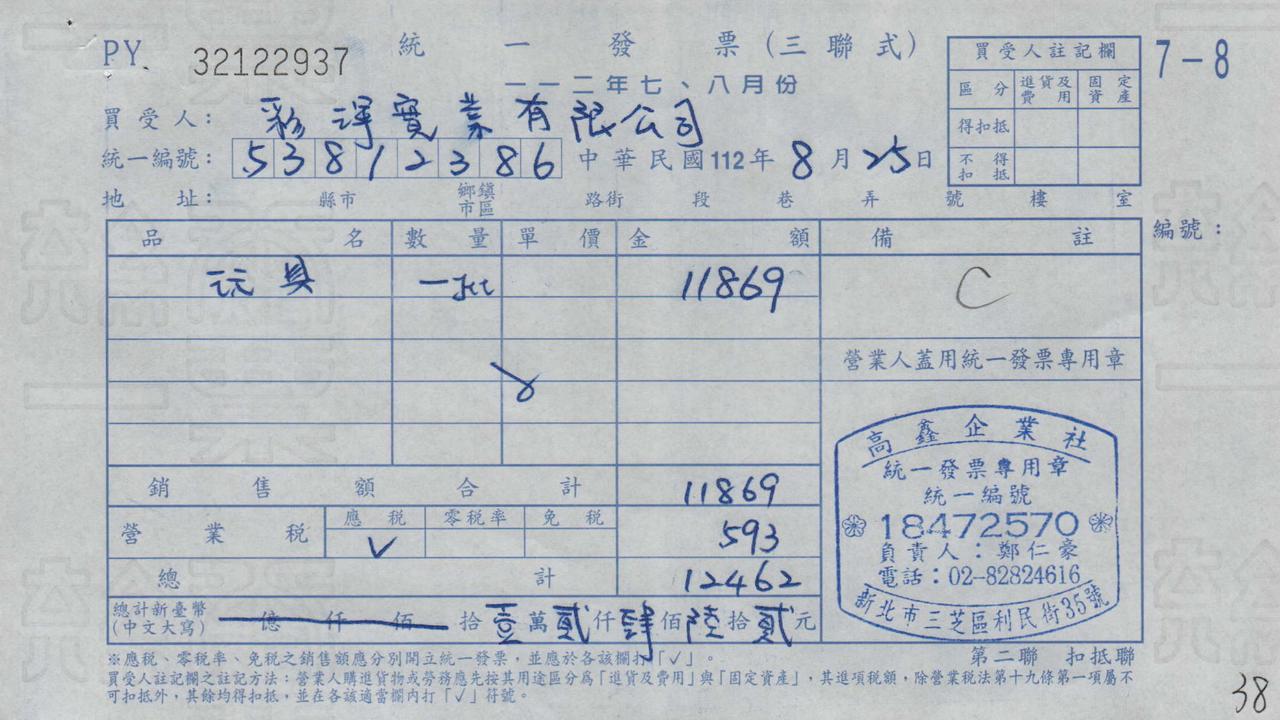 PY 32122937 統一發票(三聯式) 7-8
一一二年七、八月份
買受人: 彩渾實業有限公司
統一編號: 53812386 中華民國112年8月25日
地址: 縣市 鄉鎮市區 路街 段 巷 弄 號 樓 室
買受人註記欄
區分 進貨及費用 固定資產
得扣抵
不得扣抵
編號:
品名 數量 單價 金額 備註
玩具 一批 11869 C
營業人蓋用統一發票專用章
銷售額合計 11869
營業稅 應稅 零稅率 免稅
✓ 593
總計 12462
總計新臺幣(中文大寫) 億仟佰拾壹萬貳仟肆佰陸拾貳元
高鑫企業社
統一發票專用章
統一編號
18472570
負責人:鄭仁豪
電話:02-82824616
新北市三芝區利民街35號
第二聯 扣抵聯
※應稅、零稅率、免稅之銷售額應分別開立統一發票,並應於各該欄打「✓」。
買受人註記欄之註記方法:營業人購進貨物或勞務應先按其用途區分為「進貨及費用」與「固定資產」,其進項稅額,除營業稅法第十九條第一項屬不
可扣抵外,其餘均得扣抵,並在各該適當欄內打「✓」符號。
38